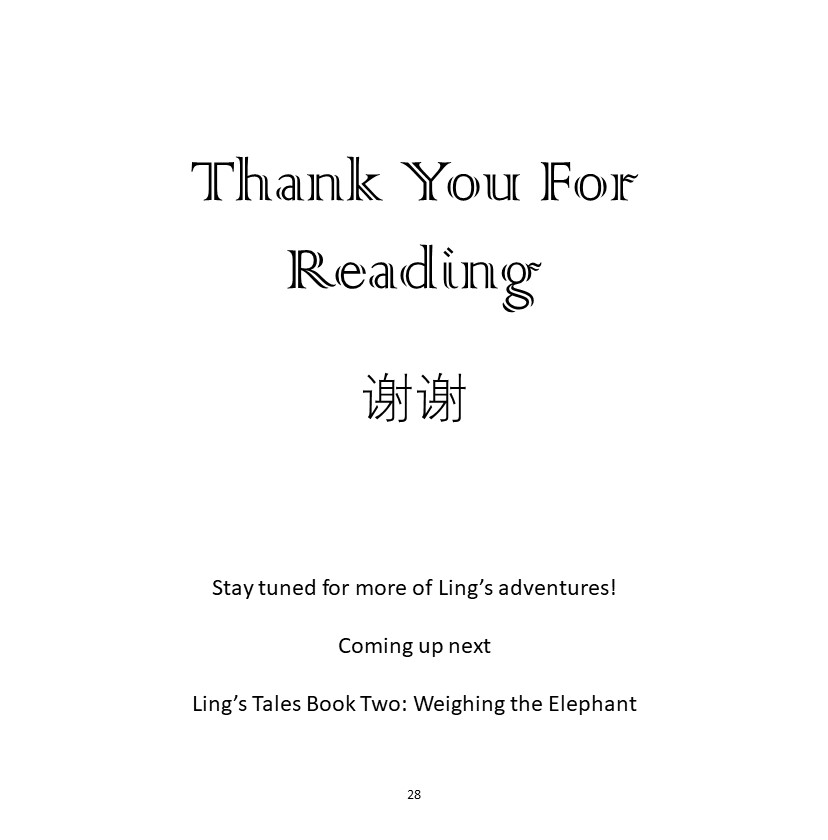 Thank You For
Reading
谢谢
Stay tuned for more of Ling’s adventures!
Coming up next
Ling’s Tales Book Two: Weighing the Elephant
28